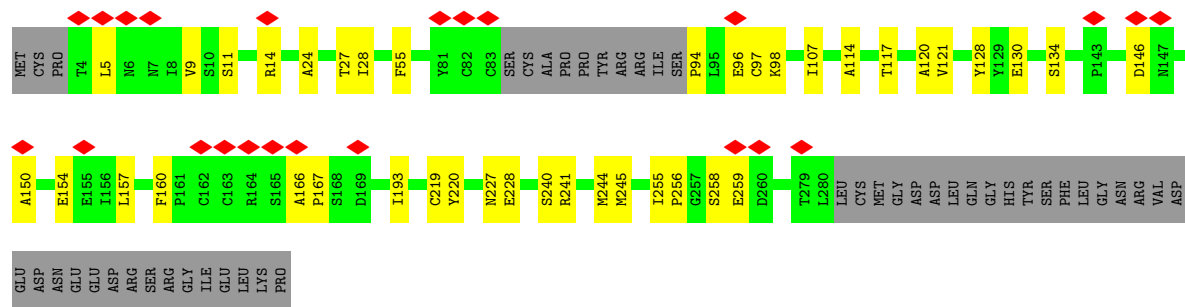 MET CYS PRO T4 L5 N6 N7 I8 V9 S10 S11 R14 A24 T27 I28 F55 Y81 C82 C83 SER CYS ALA PRO PRO TYR ARG ARG ILE SER P94 L95 E96 C97 K98 I107 A114 T117 A120 V121 Y128 Y129 E130 S134 P143 D146 N147
A150 E154 E155 I156 L157 F160 P161 C162 C163 R164 S165 A166 P167 S168 D169 I193 C219 Y220 N227 E228 S240 R241 M244 M245 I255 P256 G257 S258 E259 D260 T279 L280 LEU CYS MET GLY ASP ASP LEU GLN GLY HIS TYR SER PHE LEU GLY ASN ARG VAL ASP
GLU ASP ASN GLU GLU ASP ARG SER ARG GLY ILE GLU LEU LYS PRO